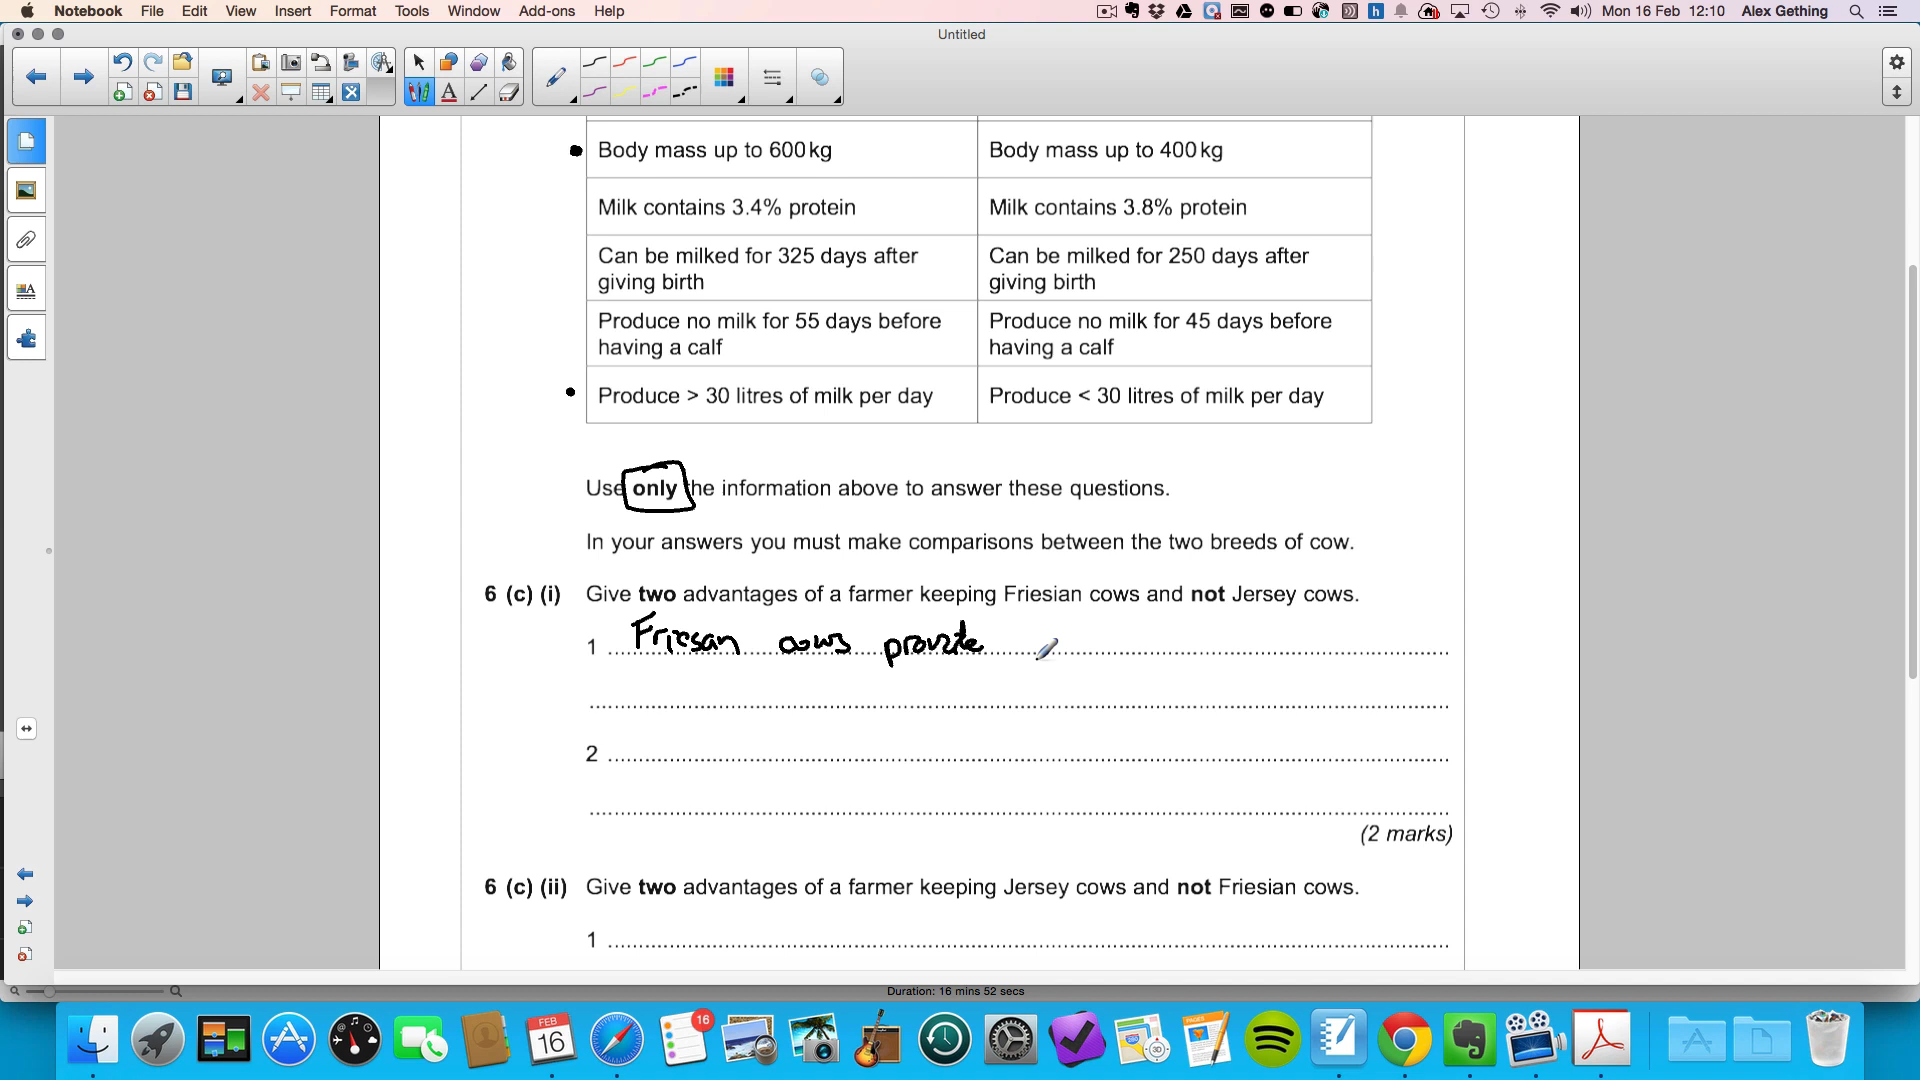 Notebook File Edit View Insert Format Tools Window Add-ons Help Mon 16 Feb 12:10 Alex Gething
Untitled
Body mass up to 600 kg Body mass up to 400 kg
Milk contains 3.4% protein Milk contains 3.8% protein
Can be milked for 325 days after Can be milked for 250 days after
giving birth giving birth
Produce no milk for 55 days before Produce no milk for 45 days before
having a calf having a calf
Produce > 30 litres of milk per day Produce < 30 litres of milk per day
Use only the information above to answer these questions.
In your answers you must make comparisons between the two breeds of cow.
6 (c) (i) Give two advantages of a farmer keeping Friesian cows and not Jersey cows.
1 Friesan cows provide
2
(2 marks)
6 (c) (ii) Give two advantages of a farmer keeping Jersey cows and not Friesian cows.
1
Duration: 16 mins 52 secs
FEB
16
16